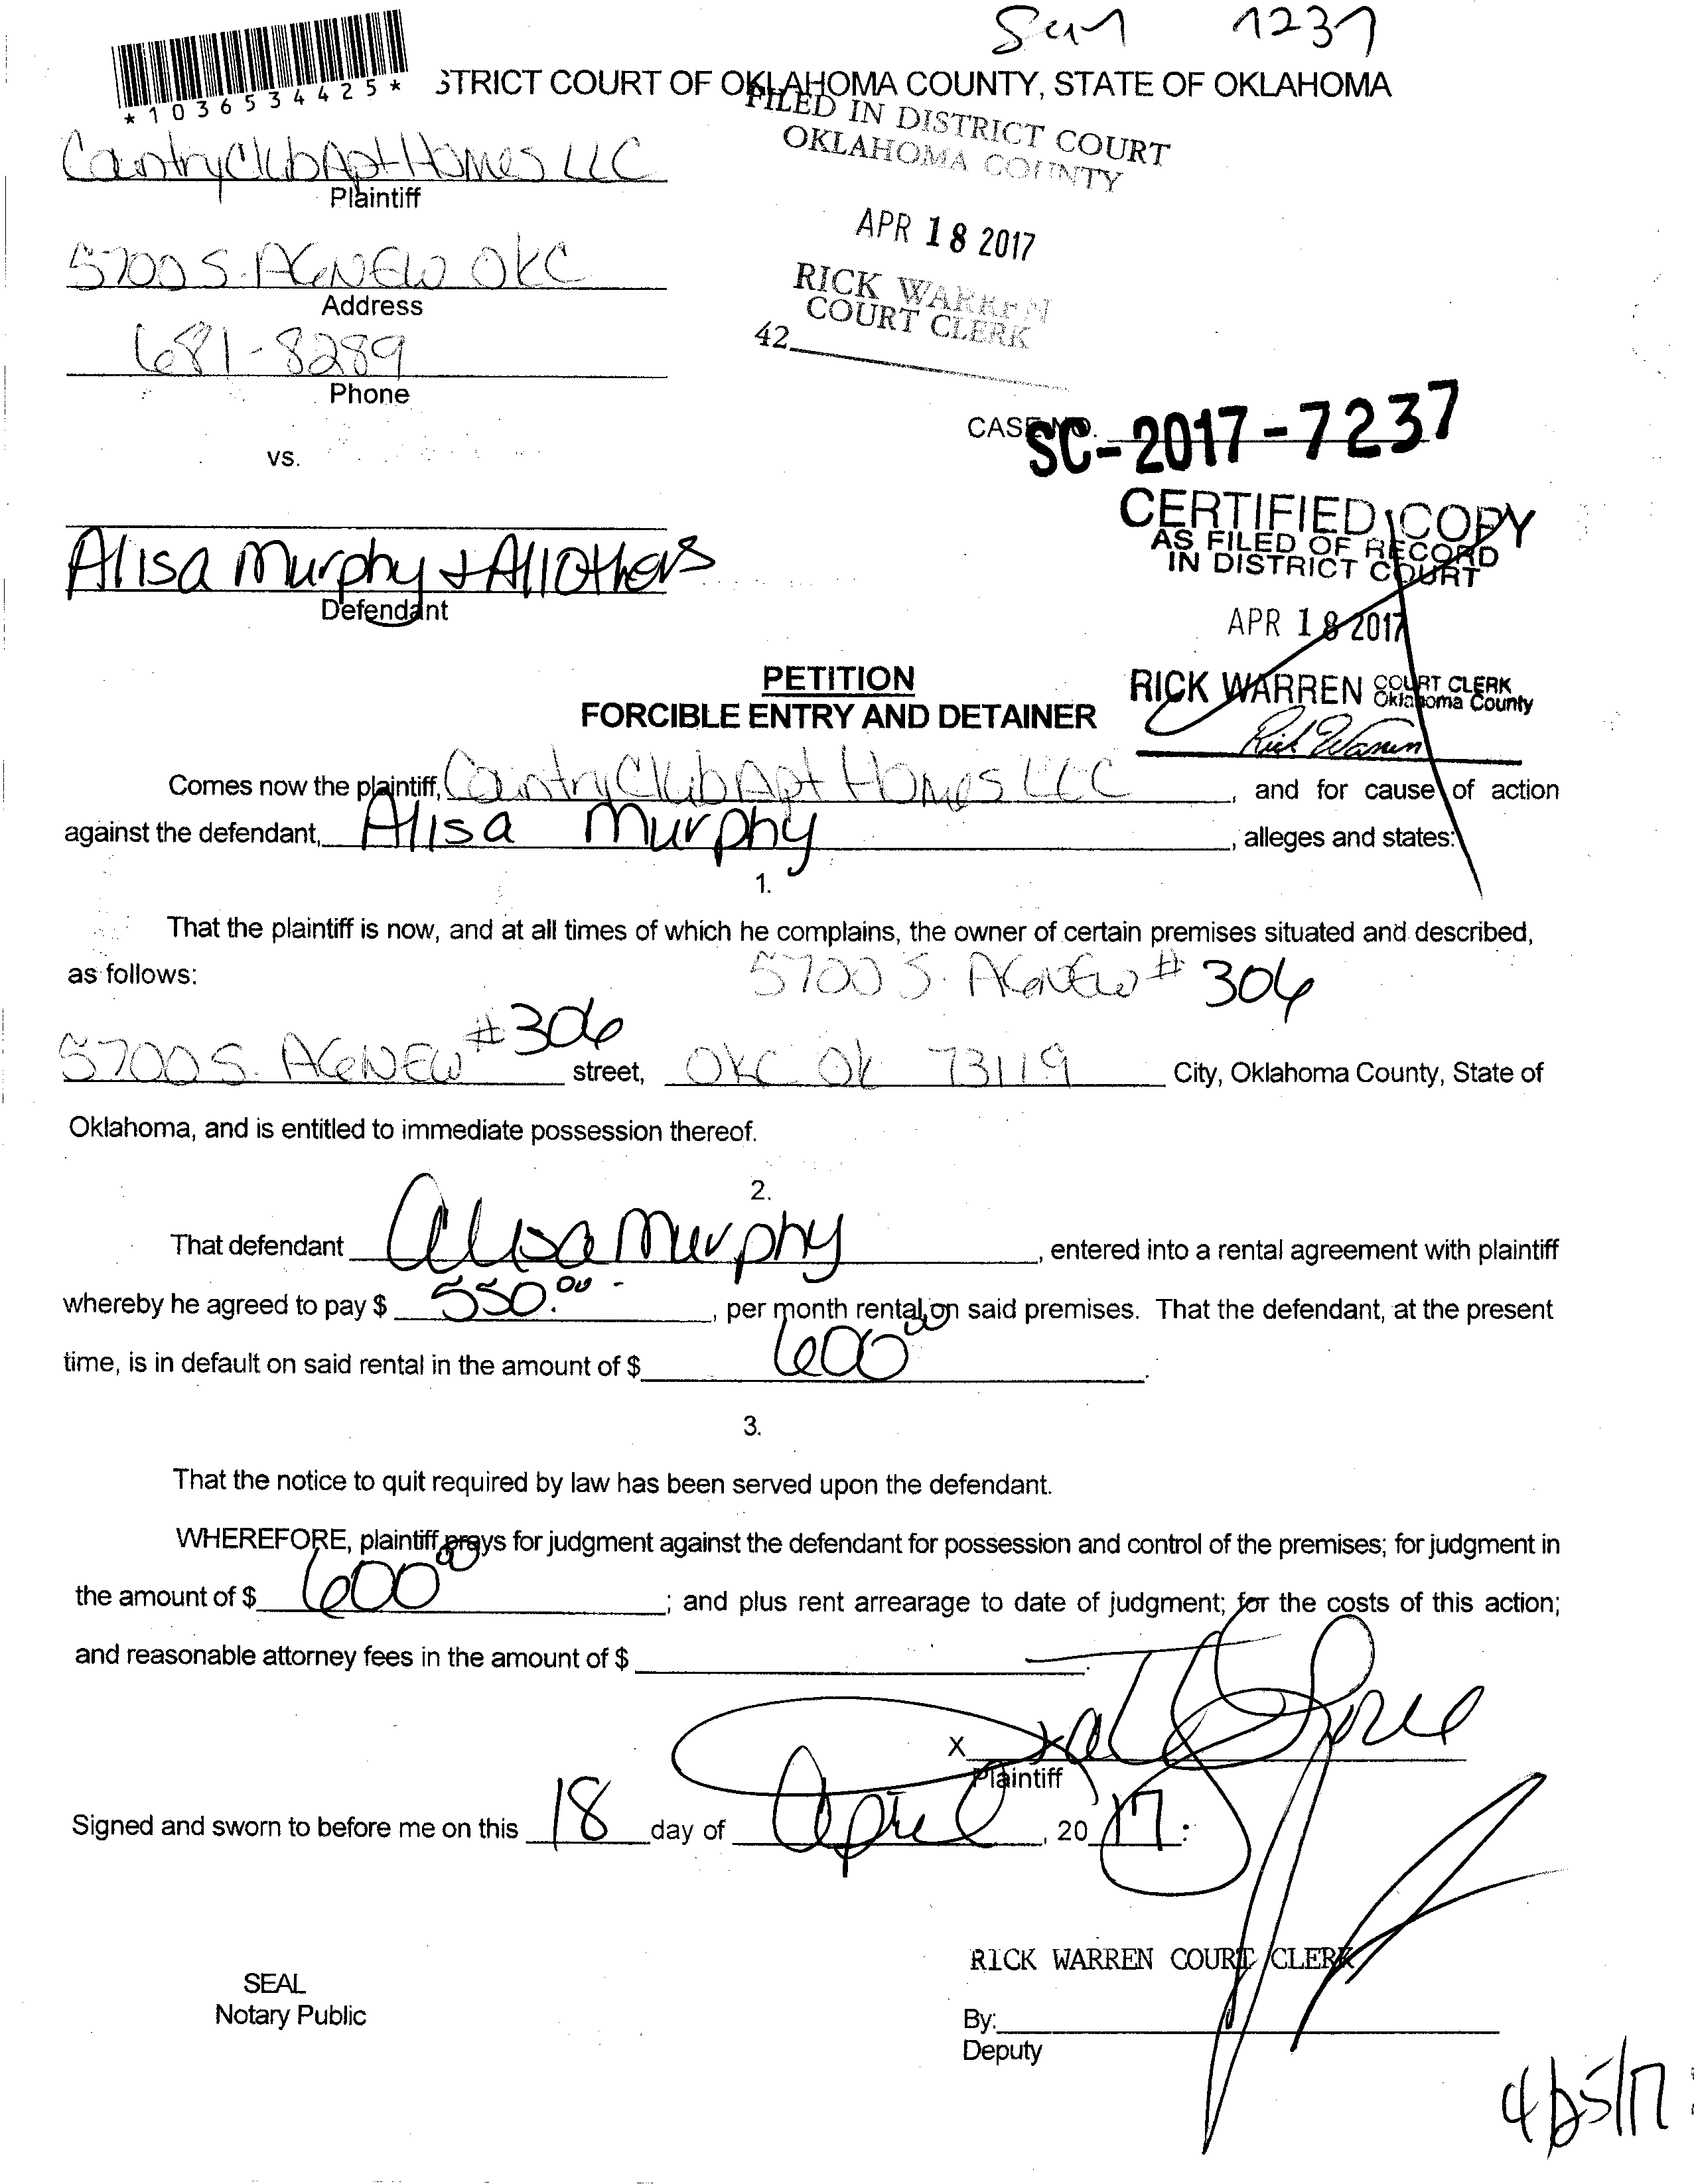 1237
*1036534425*
STRICT COURT OF OKLAHOMA COUNTY, STATE OF OKLAHOMA
FILED IN DISTRICT COURT
OKLAHOMA COUNTY
APR 18 2017
RICK WARREN
COURT CLERK
42
Country Club Apt Homes LLC
Plaintiff
5700 S. AGNEW OKC
Address
681-8289
Phone
CASE NO. SC-2017-7237
vs.
CERTIFIED COPY
AS FILED OF RECORD
IN DISTRICT COURT
APR 18 2017
RICK WARREN COURT CLERK
Oklahoma County
Rick Warren
Alisa Murphy & All Others
Defendant
PETITION
FORCIBLE ENTRY AND DETAINER
Comes now the plaintiff, Country Club Apt Homes LLC, and for cause of action
against the defendant, Alisa Murphy, alleges and states:
1.
That the plaintiff is now, and at all times of which he complains, the owner of certain premises situated and described,
as follows: 5700 S. AGNEW # 306
5700 S. AGNEW #306 street, OKC OK 73119 City, Oklahoma County, State of
Oklahoma, and is entitled to immediate possession thereof.
2.
That defendant Alisa Murphy, entered into a rental agreement with plaintiff
whereby he agreed to pay $ 550.00 -, per month rental on said premises. That the defendant, at the present
time, is in default on said rental in the amount of $ 600 00.
3.
That the notice to quit required by law has been served upon the defendant.
WHEREFORE, plaintiff prays for judgment against the defendant for possession and control of the premises; for judgment in
the amount of $ 600 00; and plus rent arrearage to date of judgment; for the costs of this action;
and reasonable attorney fees in the amount of $
X
Plaintiff
Signed and sworn to before me on this 18 day of April, 2017.
RICK WARREN COURT CLERK
SEAL
Notary Public
By:
Deputy
4/25/17